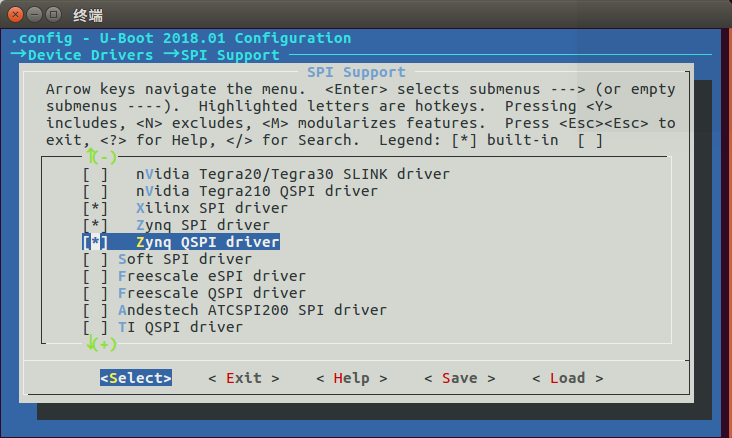 终端
.config - U-Boot 2018.01 Configuration
→Device Drivers →SPI Support
SPI Support
Arrow keys navigate the menu.  <Enter> selects submenus ---> (or empty
submenus ----).  Highlighted letters are hotkeys.  Pressing <Y>
includes, <N> excludes, <M> modularizes features.  Press <Esc><Esc> to
exit, <?> for Help, </> for Search.  Legend: [*] built-in  [ ]
↑(-)
[ ]   nVidia Tegra20/Tegra30 SLINK driver
[ ]   nVidia Tegra210 QSPI driver
[*]   Xilinx SPI driver
[*]   Zynq SPI driver
[*]   Zynq QSPI driver
[ ] Soft SPI driver
[ ] Freescale eSPI driver
[ ] Freescale QSPI driver
[ ] Andestech ATCSPI200 SPI driver
[ ] TI QSPI driver
↓(+)
<Select>    < Exit >    < Help >    < Save >    < Load >